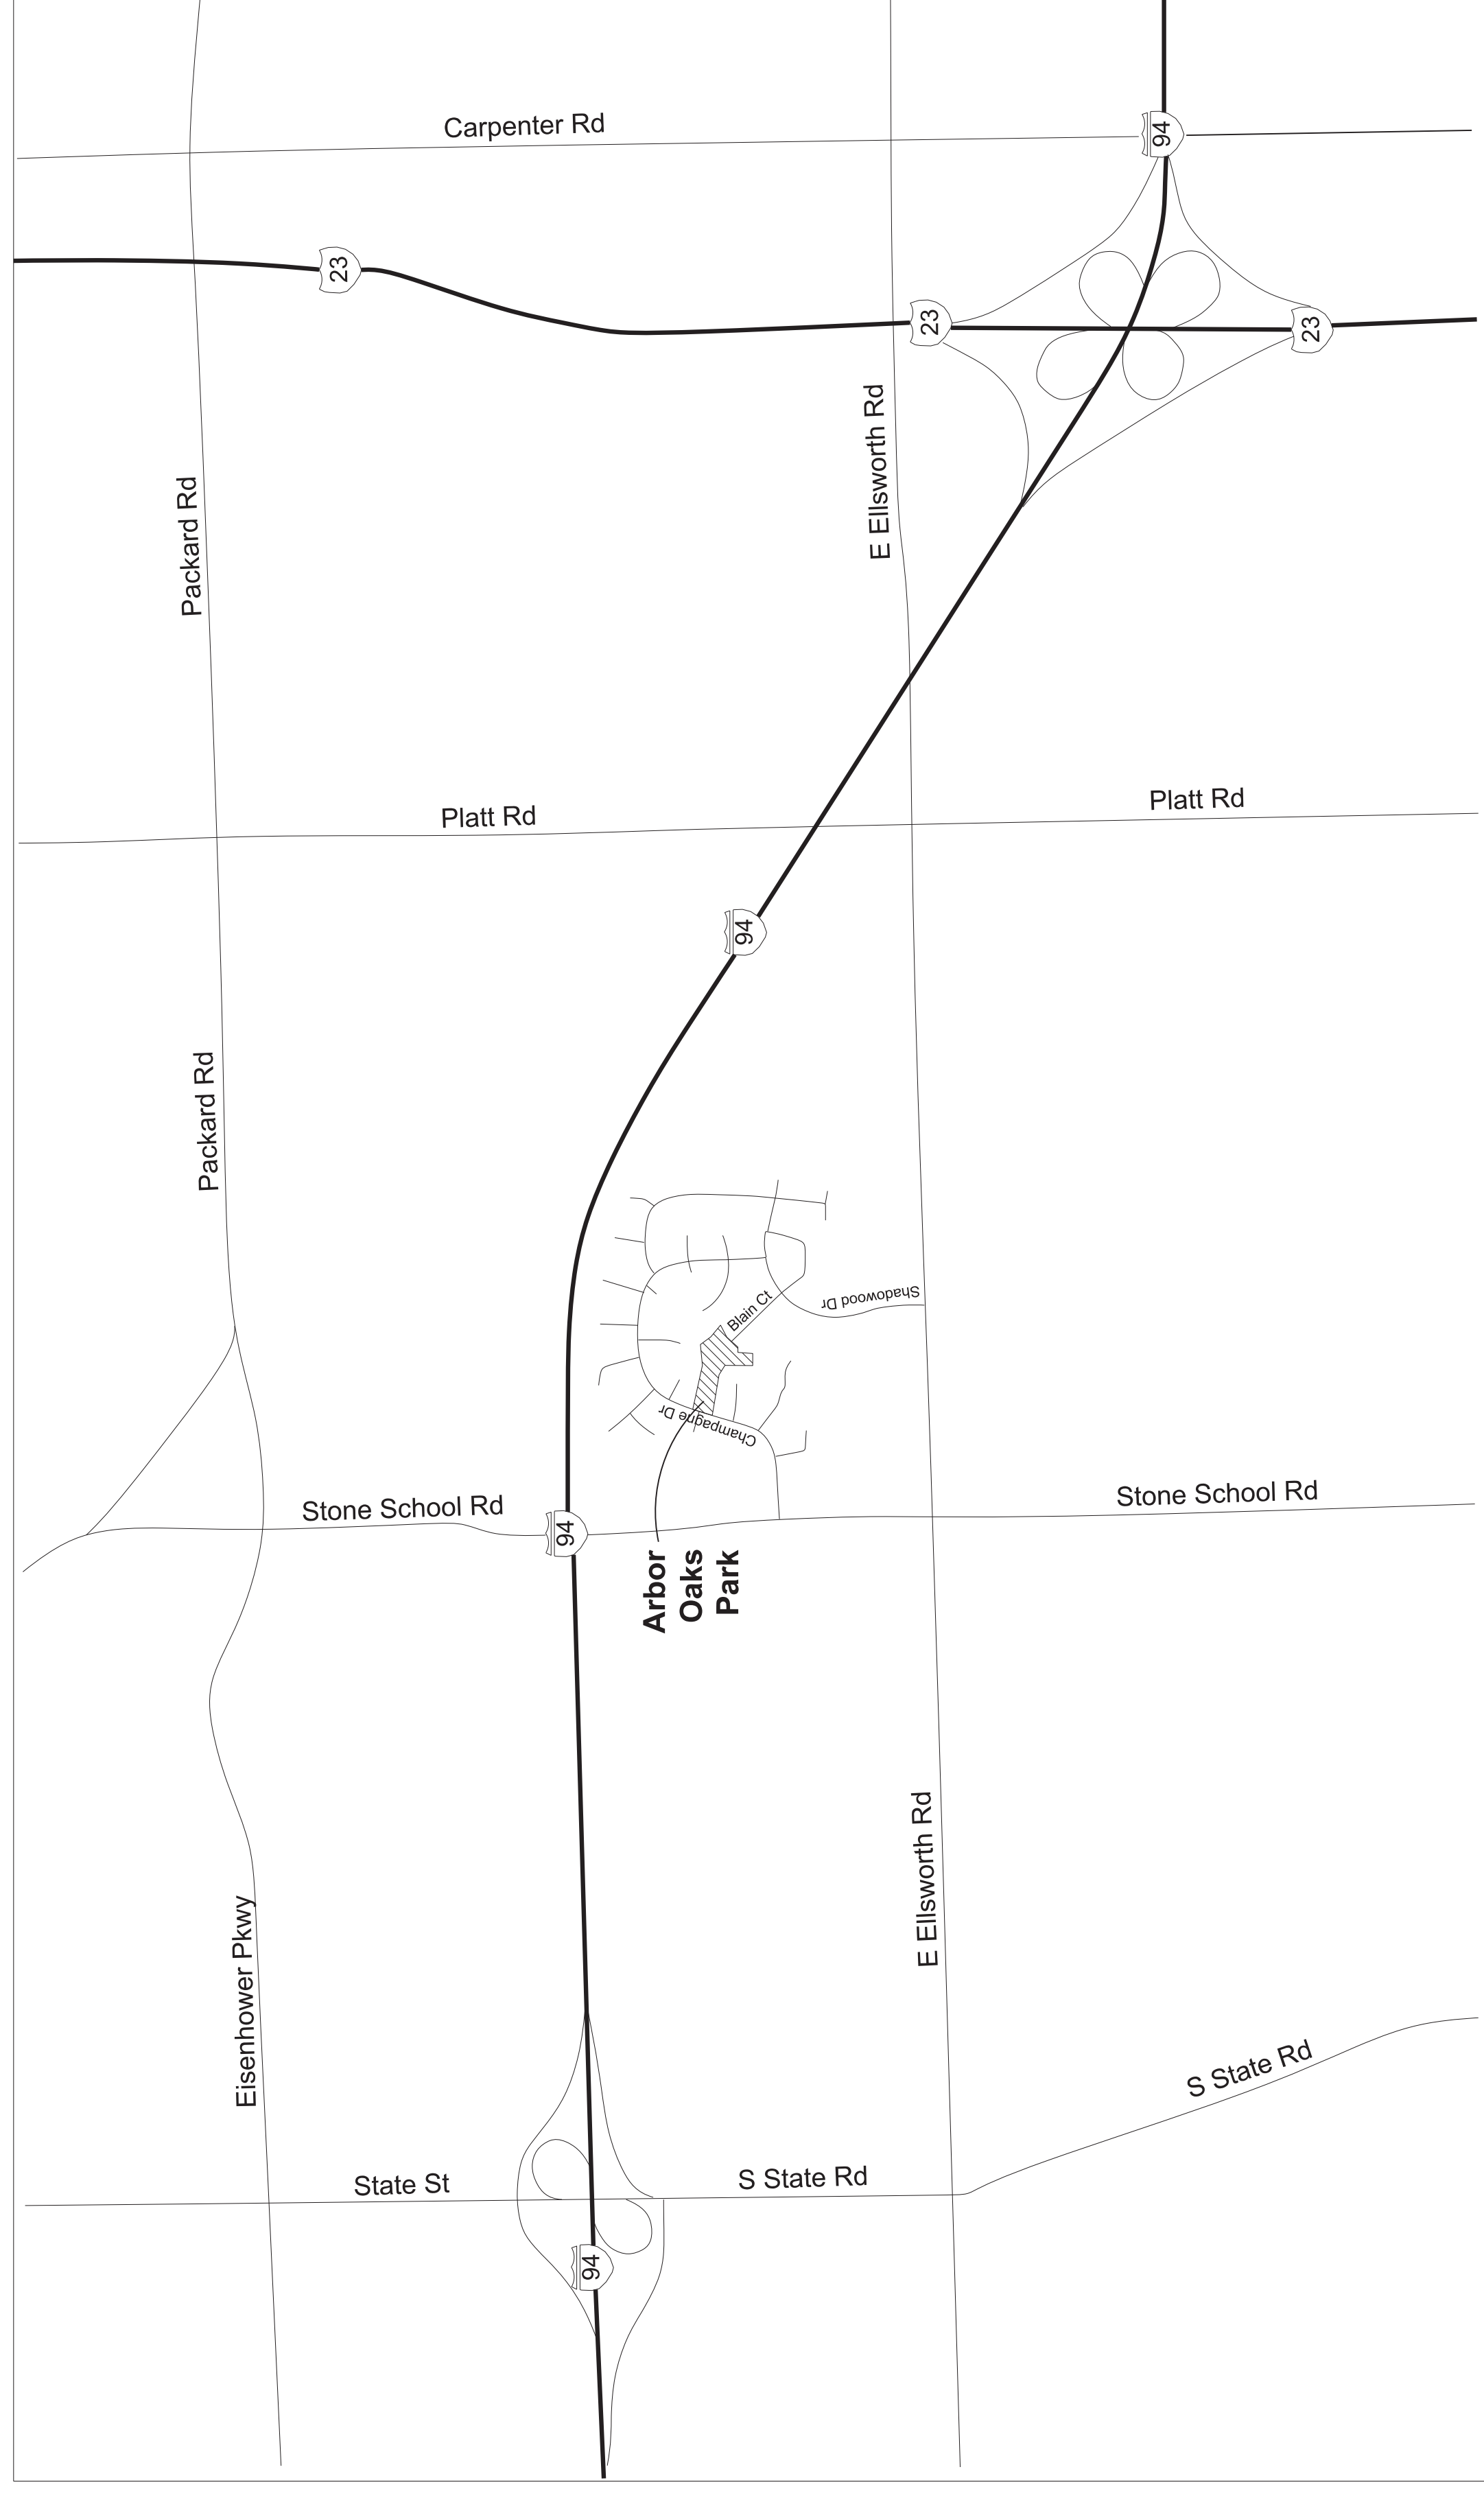 Carpenter Rd
94
23
23
23
E Ellsworth Rd
Packard Rd
Platt Rd
Platt Rd
94
Packard Rd
Shadowood Dr
Blain Ct
Champagne Dr
Stone School Rd
Stone School Rd
94
Arbor
Oaks
Park
E Ellsworth Rd
Eisenhower Pkwy
S State Rd
State St
S State Rd
94